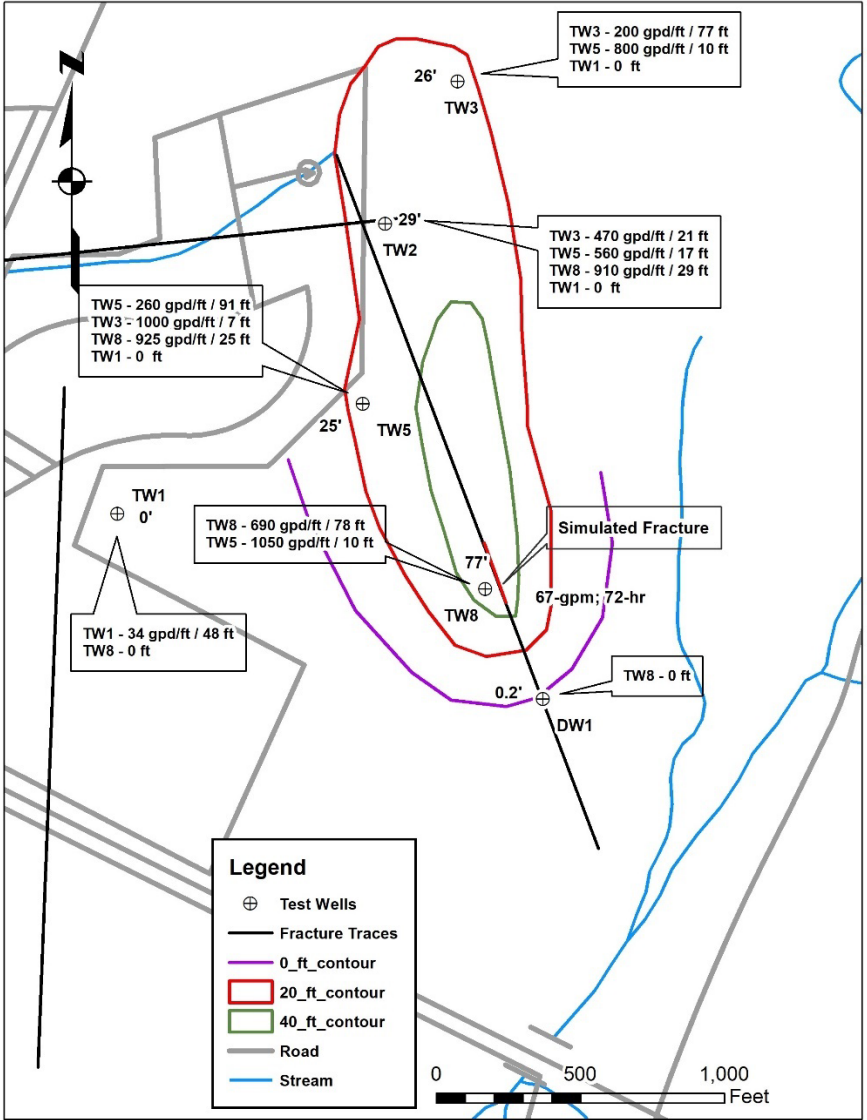 TW3 - 200 gpd/ft / 77 ft
TW5 - 800 gpd/ft / 10 ft
TW1 - 0 ft
26'
TW3
Z
29'
TW2
TW3 - 470 gpd/ft / 21 ft
TW5 - 560 gpd/ft / 17 ft
TW8 - 910 gpd/ft / 29 ft
TW1 - 0 ft
TW5 - 260 gpd/ft / 91 ft
TW3 - 1000 gpd/ft / 7 ft
TW8 - 925 gpd/ft / 25 ft
TW1 - 0 ft
25'
TW5
TW1
0'
TW8 - 690 gpd/ft / 78 ft
TW5 - 1050 gpd/ft / 10 ft
Simulated Fracture
77'
67-gpm; 72-hr
TW8
TW1 - 34 gpd/ft / 48 ft
TW8 - 0 ft
TW8 - 0 ft
0.2'
DW1
Legend
Test Wells
Fracture Traces
0_ft_contour
20_ft_contour
40_ft_contour
Road
Stream
0 500 1,000
Feet